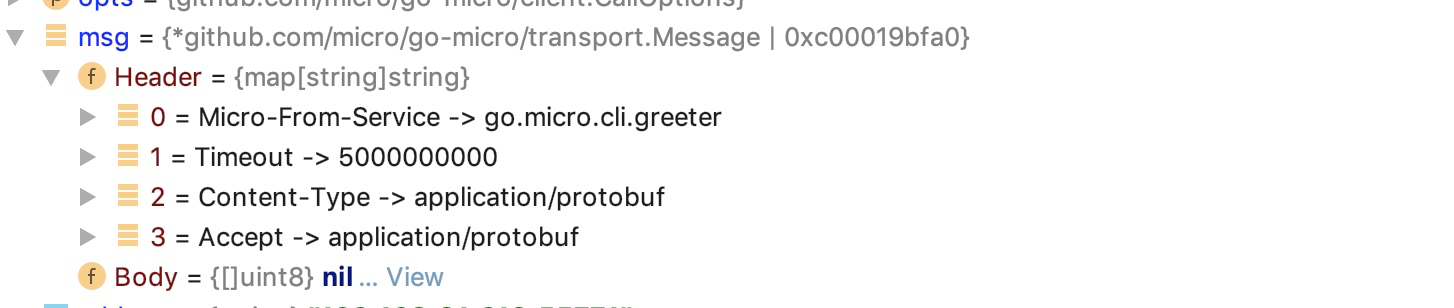 opts = {github.com/micro/go-micro/client.CallOptions}
msg = {*github.com/micro/go-micro/transport.Message | 0xc00019bfa0}
f Header = {map[string]string}
0 = Micro-From-Service -> go.micro.cli.greeter
1 = Timeout -> 5000000000
2 = Content-Type -> application/protobuf
3 = Accept -> application/protobuf
f Body = {[]uint8} nil ... View